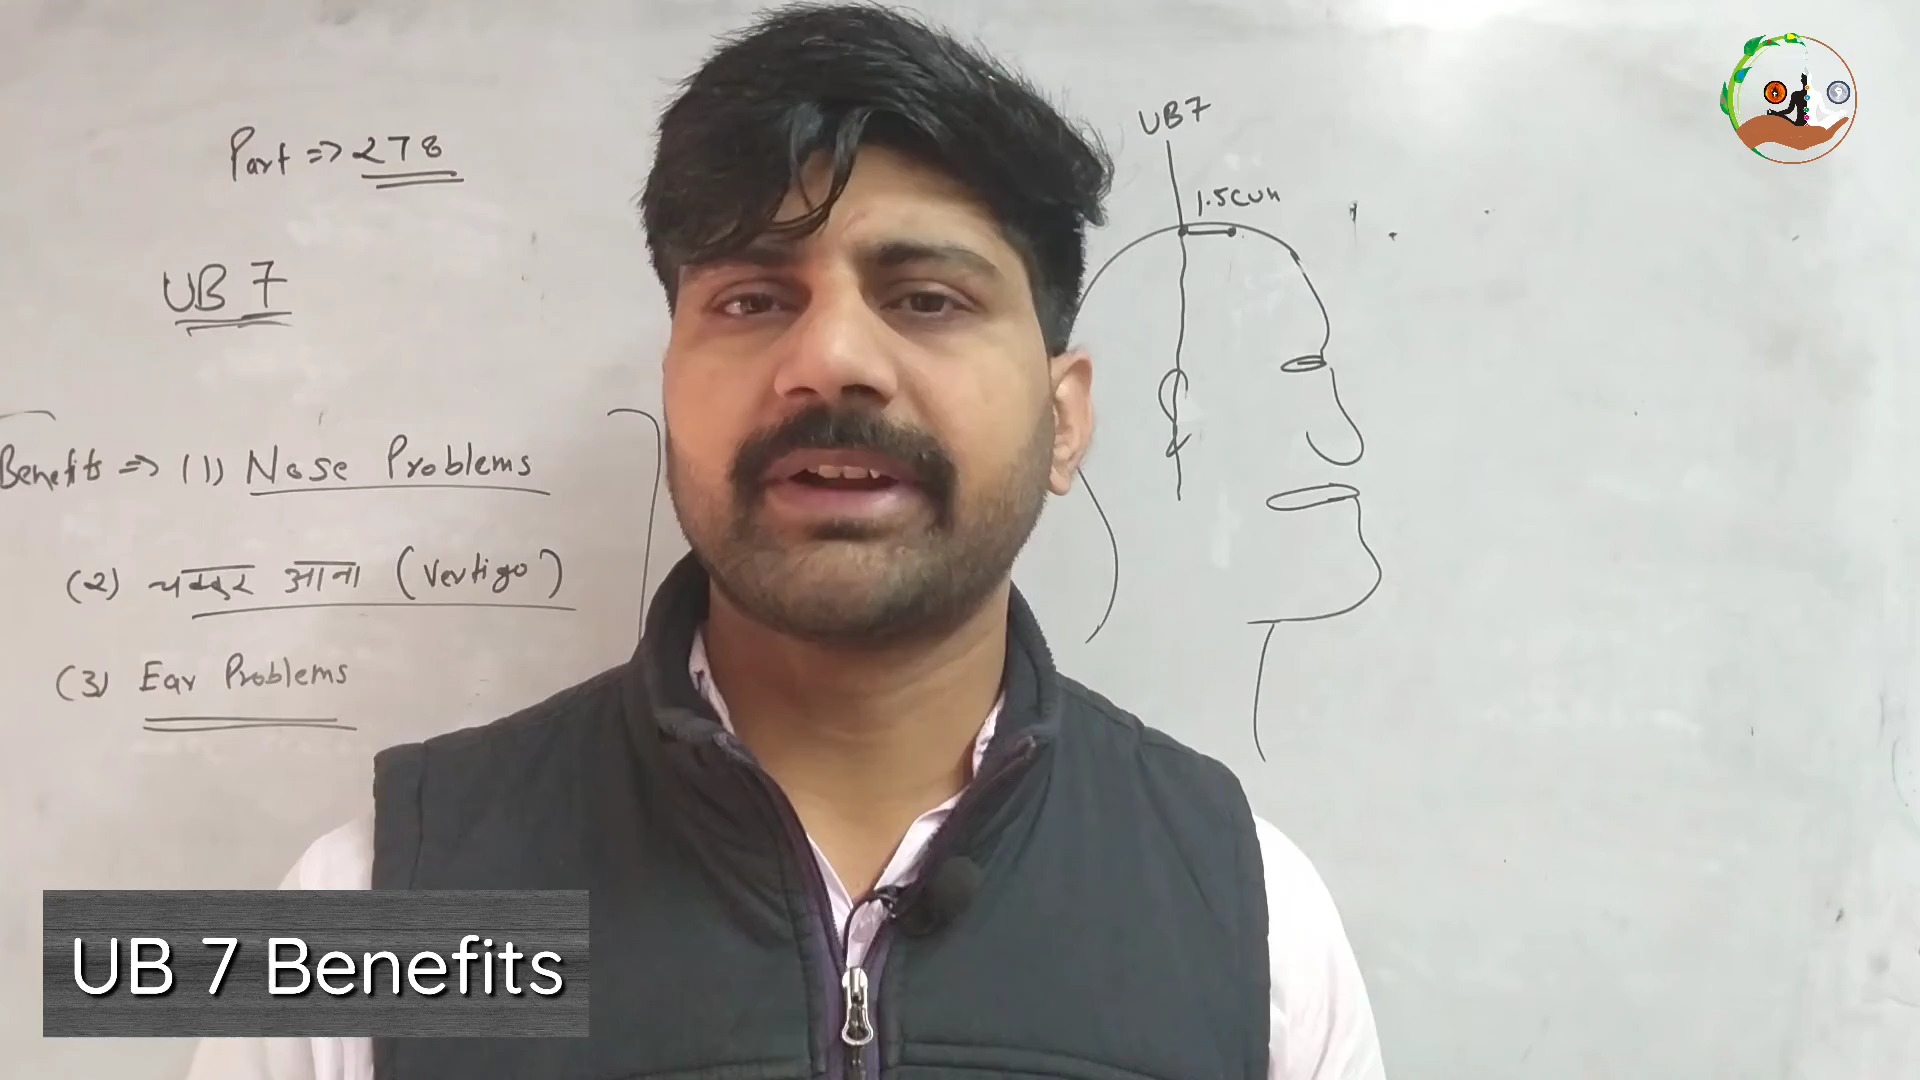 Part => 278
UB 7
Benefits => (1) Nose Problems
(2) चक्कर आना (Vertigo)
(3) Ear Problems
UB7
1.5cun
UB 7 Benefits